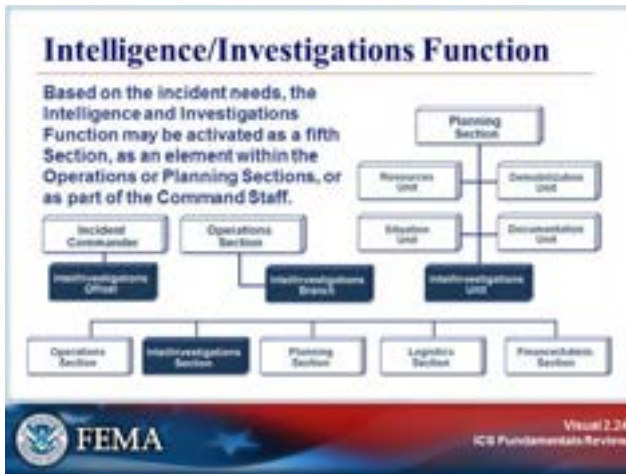 Intelligence/Investigations Function
Based on the incident needs, the
Intelligence and Investigations
Function may be activated as a fifth
Section, as an element within the
Operations or Planning Sections, or
as part of the Command Staff.
Planning
Section
Resources
Unit
Demobilization
Unit
Situation
Unit
Documentation
Unit
Intel/Investigations
Unit
Incident
Commander
Intel/Investigations
Operations
Section
Intel/Investigations
Branch
Operations
Section
Intel/Investigations
Section
Planning
Section
Logistics
Section
Finance/Admin
Section
FEMA
Visual 2.24
ICS Fundamentals Review